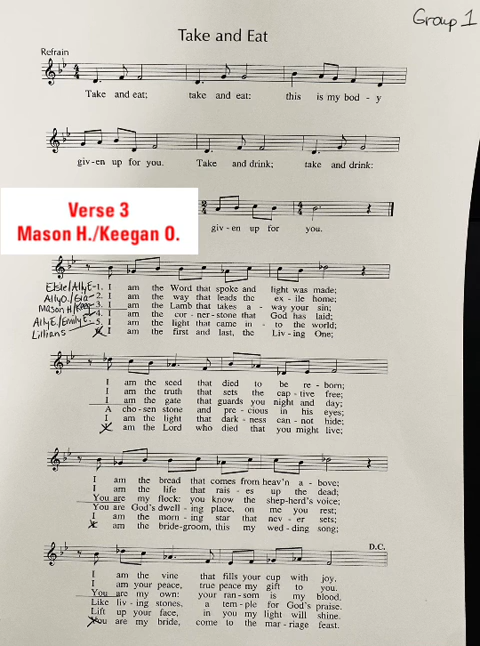 Group 1
Take and Eat
Refrain
Take and eat; take and eat: this is my bod - y
giv-en up for you. Take and drink; take and drink:
giv-en up for you.
Verse 3
Mason H./Keegan O.
Elsie/AllyE-1. I am the Word that spoke and light was made;
AllyO./Gia-2. I am the way that leads the ex - ile home;
Mason H/Keegan 3. I am the Lamb that takes a - way your sin;
4. I am the cor - ner-stone that God has laid;
AllyE./Emily E. 5. I am the light that came in - to the world;
Lillians I am the first and last, the Liv - ing One;
I am the seed that died to be re - born;
I am the truth that sets the cap - tive free;
I am the gate that guards you night and day;
A cho - sen stone and pre - cious in his eyes;
I am the light that dark - ness can - not hide;
I am the Lord who died that you might live;
I am the bread that comes from heav'n a - bove;
I am the life that rais - es up the dead;
You are my flock: you know the shep-herd's voice;
You are God's dwell - ing place, on me you rest;
I am the morn - ing star that nev - er sets;
I am the bride-groom, this my wed - ding song;
D.C.
I am the vine that fills your cup with joy.
I am your peace, true peace my gift to you.
You are my own: your ran - som is my blood.
Like liv - ing stones, a tem - ple for God's praise.
Lift up your face, in you my light will shine.
You are my bride, come to the mar - riage feast.